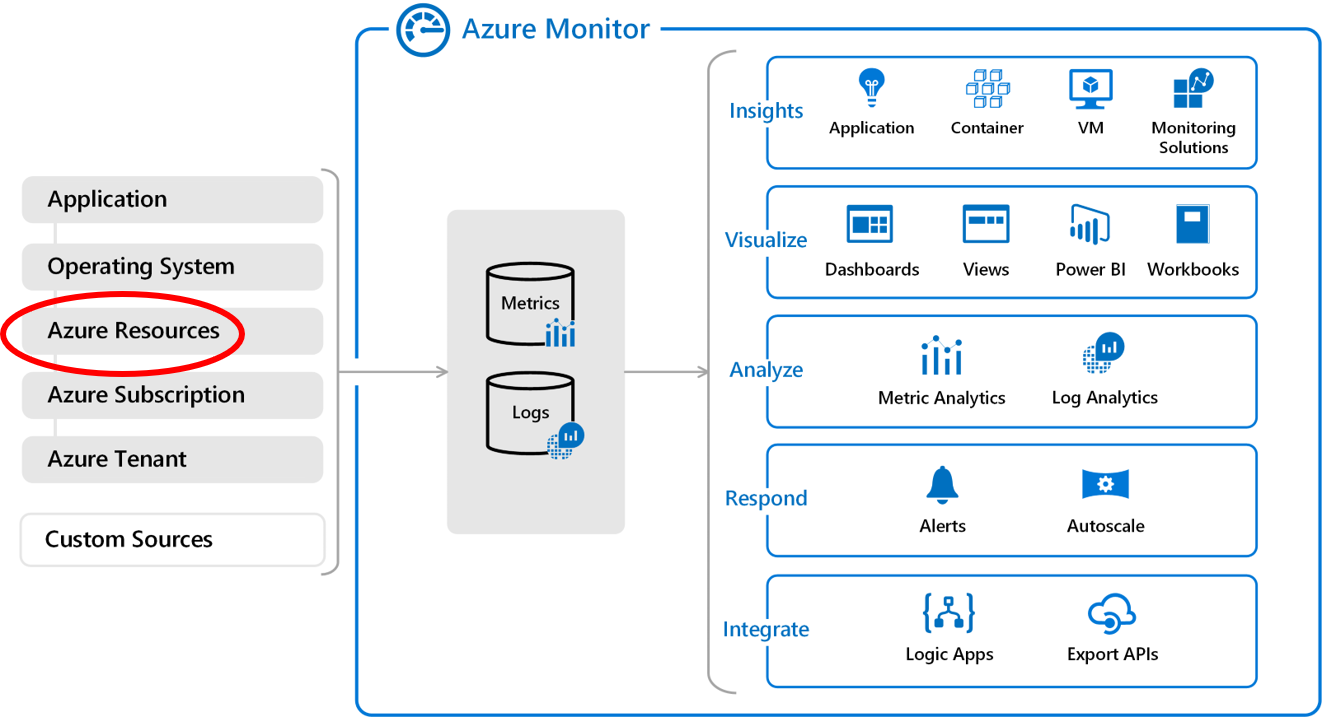 Azure Monitor
Application
Operating System
Azure Resources
Azure Subscription
Azure Tenant
Custom Sources
Metrics
Logs
Insights
Application
Container
VM
Monitoring
Solutions
Visualize
Dashboards
Views
Power BI
Workbooks
Analyze
Metric Analytics
Log Analytics
Respond
Alerts
Autoscale
Integrate
Logic Apps
Export APIs